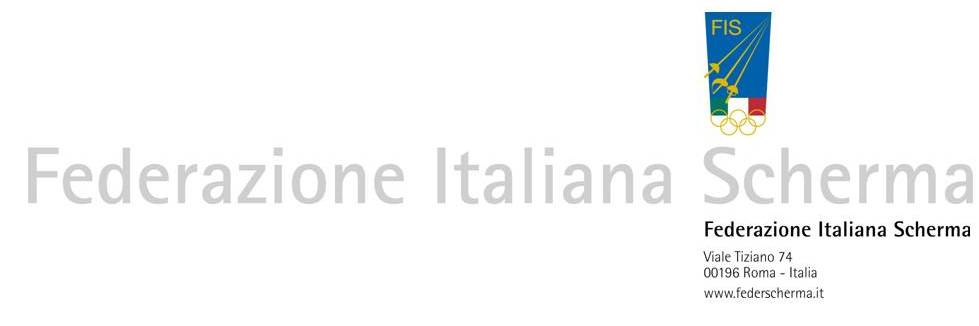 FIS
Federazione Italiana Scherma
Federazione Italiana Scherma
Viale Tiziano 74
00196 Roma - Italia
www.federscherma.it